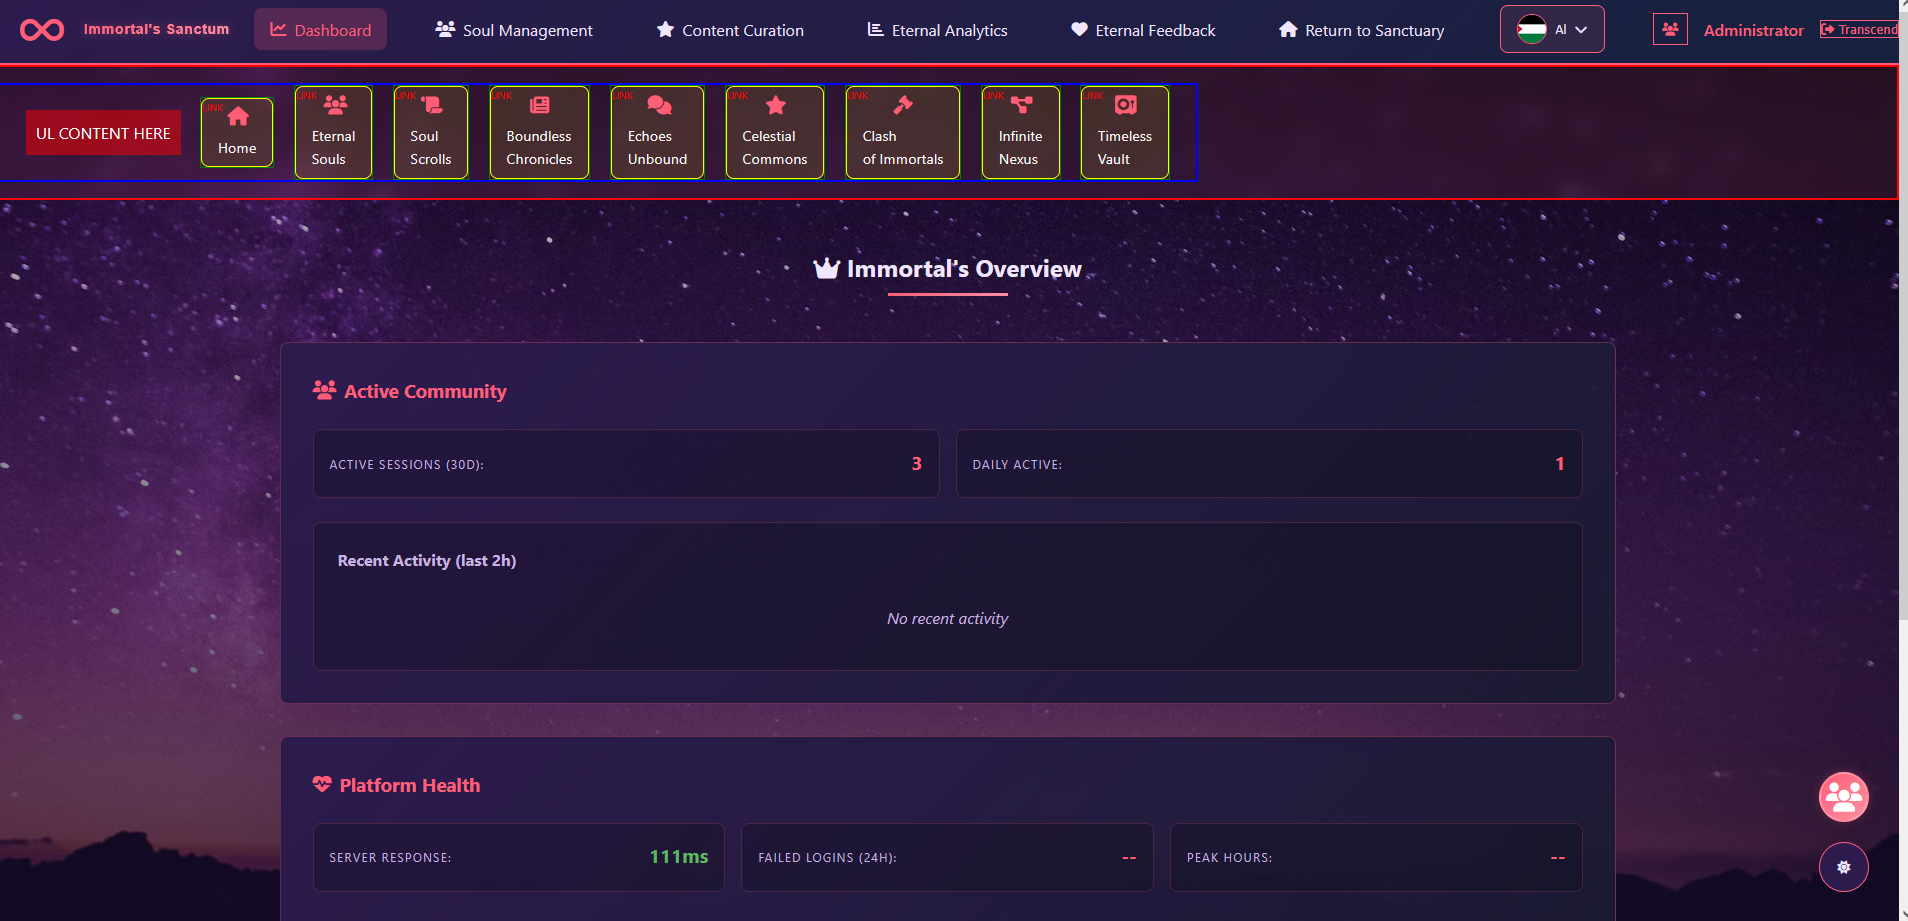 Immortal's Sanctum
Dashboard
Soul Management
Content Curation
Eternal Analytics
Eternal Feedback
Return to Sanctuary
Al
Administrator
Transcend
UL CONTENT HERE
LINK
Home
LINK
Eternal
Souls
LINK
Soul
Scrolls
LINK
Boundless
Chronicles
LINK
Echoes
Unbound
LINK
Celestial
Commons
LINK
Clash
of Immortals
LINK
Infinite
Nexus
LINK
Timeless
Vault
Immortal's Overview
Active Community
ACTIVE SESSIONS (30D): 3
DAILY ACTIVE: 1
Recent Activity (last 2h)
No recent activity
Platform Health
SERVER RESPONSE: 111ms
FAILED LOGINS (24H): --
PEAK HOURS: --